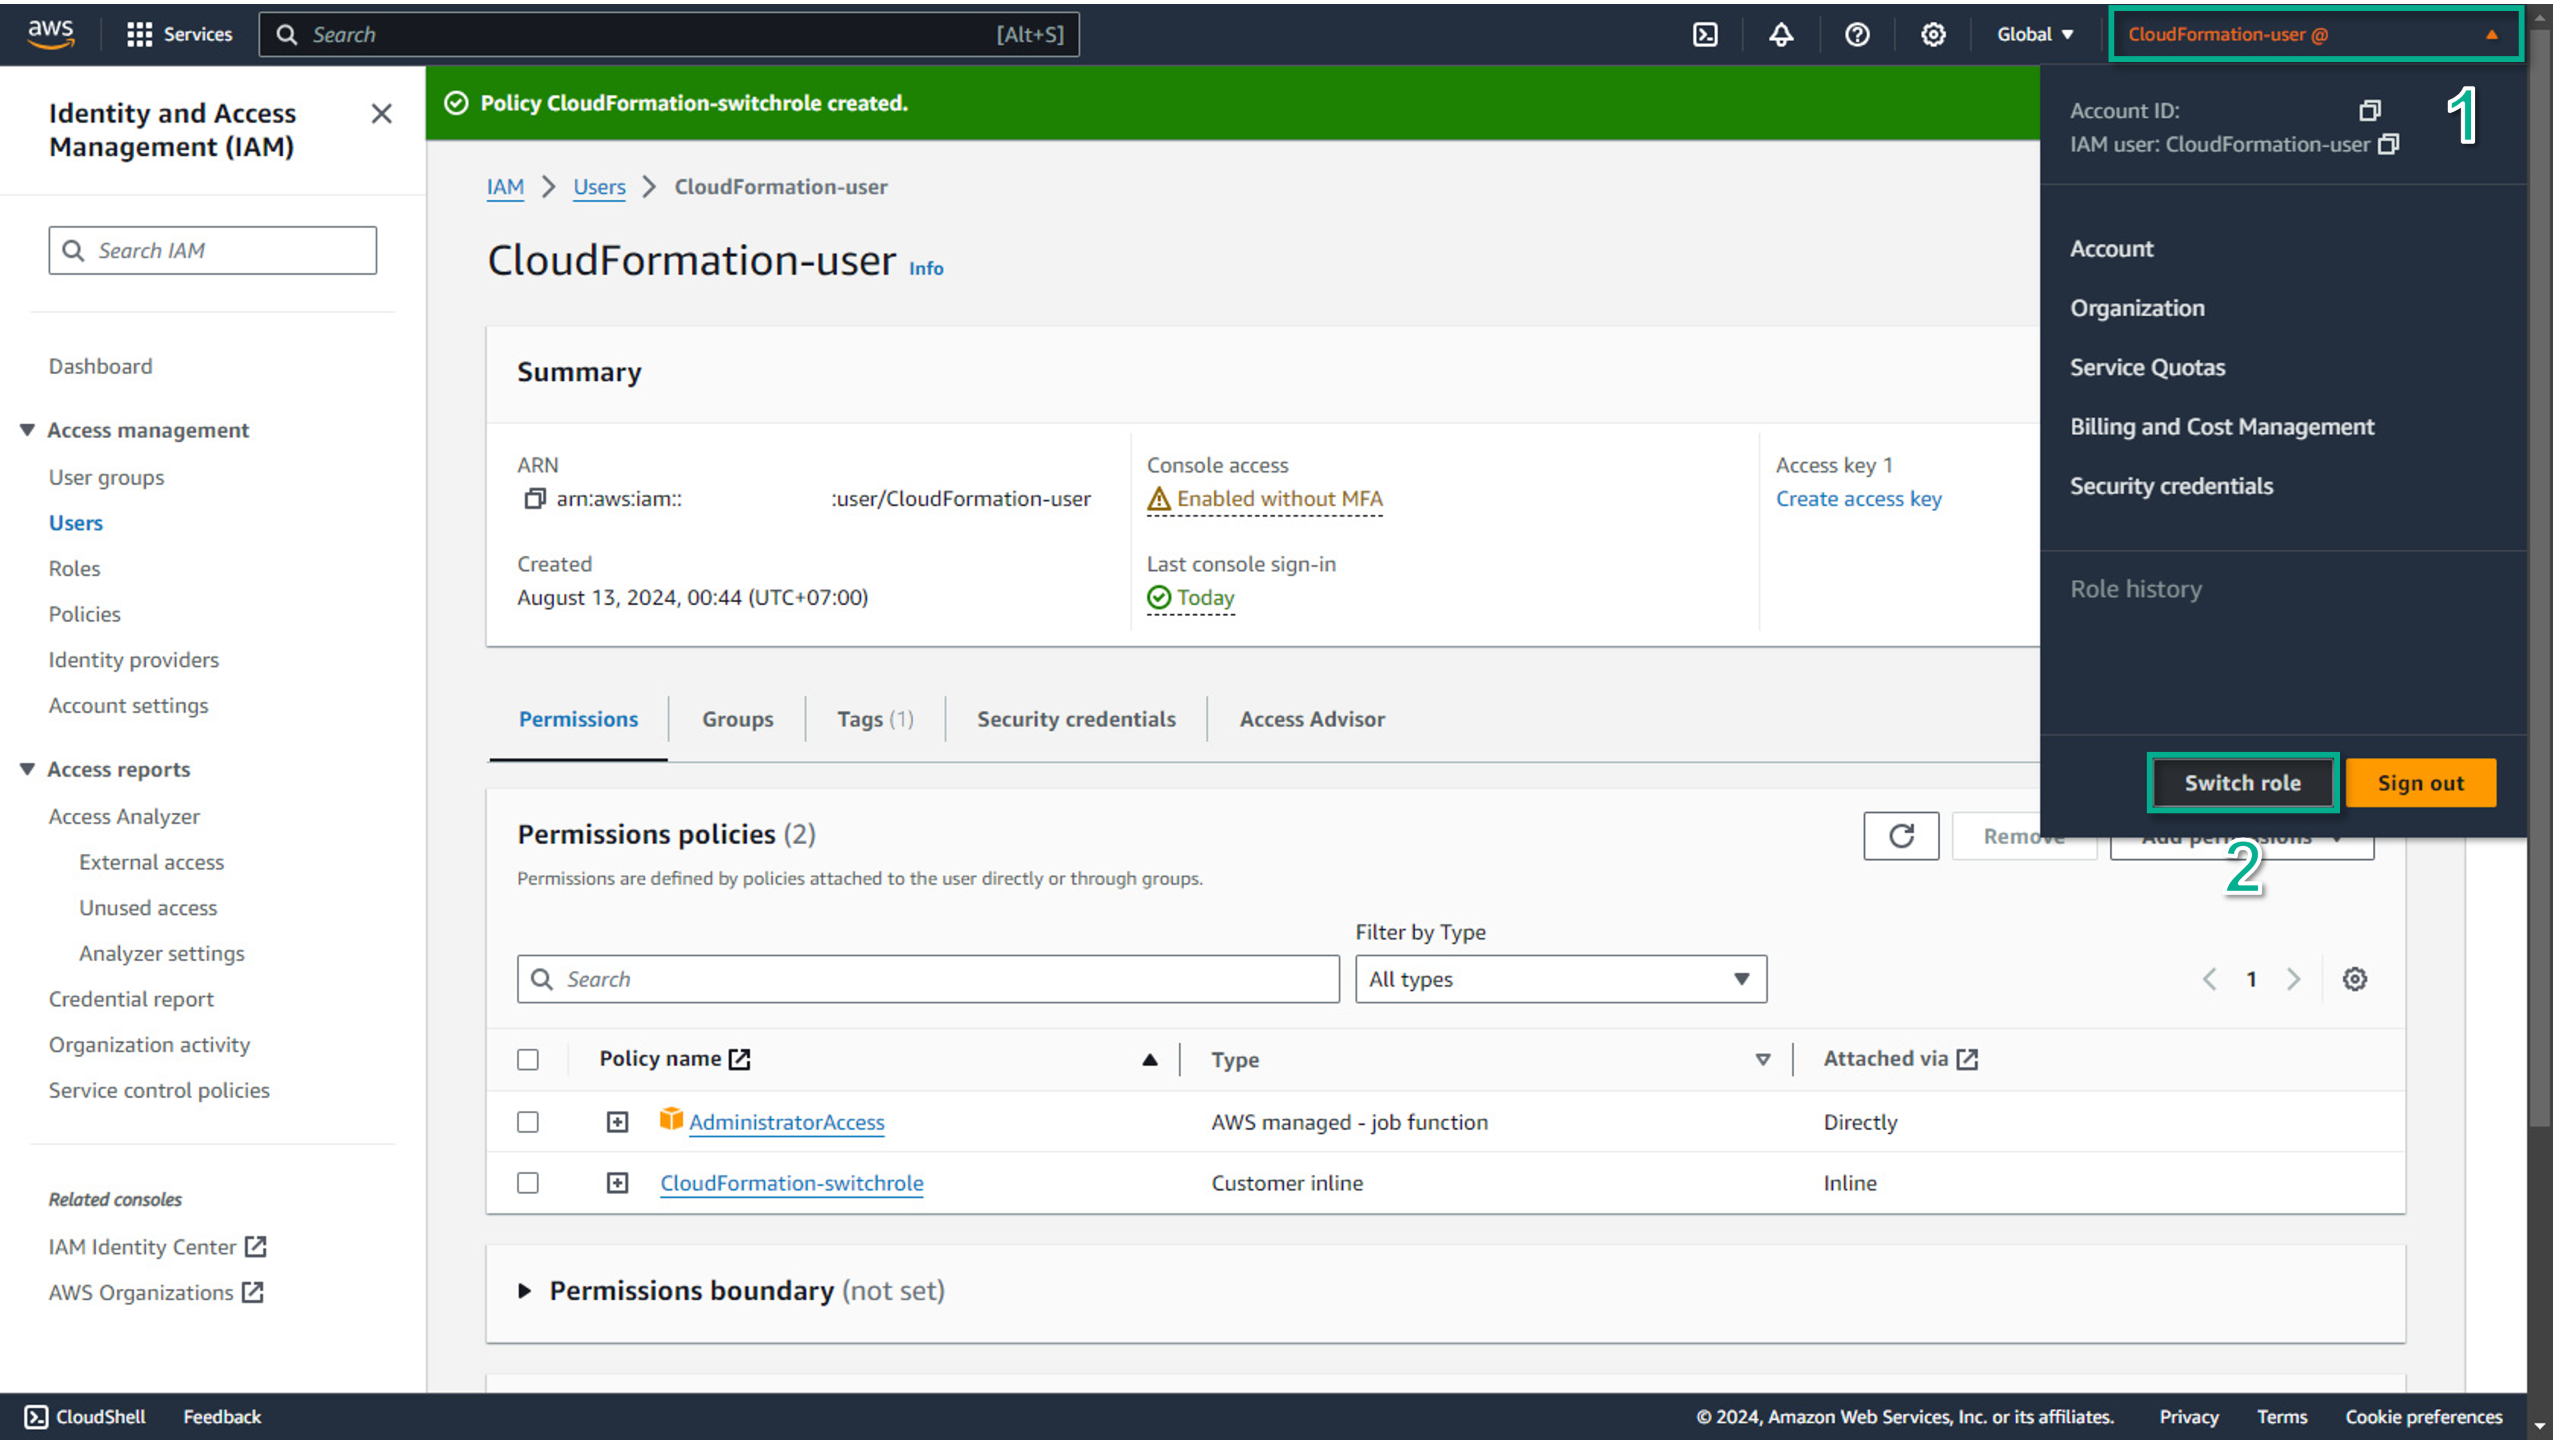 aws
Services
Search
[Alt+S]
Global
CloudFormation-user @
Identity and Access
Management (IAM)
Search IAM
Dashboard
Access management
User groups
Users
Roles
Policies
Identity providers
Account settings
Access reports
Access Analyzer
External access
Unused access
Analyzer settings
Credential report
Organization activity
Service control policies
Related consoles
IAM Identity Center
AWS Organizations
Policy CloudFormation-switchrole created.
IAM > Users > CloudFormation-user
CloudFormation-user Info
Summary
ARN
arn:aws:iam:: :user/CloudFormation-user
Created
August 13, 2024, 00:44 (UTC+07:00)
Console access
Enabled without MFA
Last console sign-in
Today
Access key 1
Create access key
Permissions
Groups
Tags (1)
Security credentials
Access Advisor
Permissions policies (2)
Permissions are defined by policies attached to the user directly or through groups.
Remove
Add permissions
Filter by Type
Search
All types
1
Policy name
Type
Attached via
AdministratorAccess
AWS managed - job function
Directly
CloudFormation-switchrole
Customer inline
Inline
Permissions boundary (not set)
Account ID:
IAM user: CloudFormation-user
1
Account
Organization
Service Quotas
Billing and Cost Management
Security credentials
Role history
Switch role
Sign out
2
CloudShell
Feedback
© 2024, Amazon Web Services, Inc. or its affiliates.
Privacy
Terms
Cookie preferences